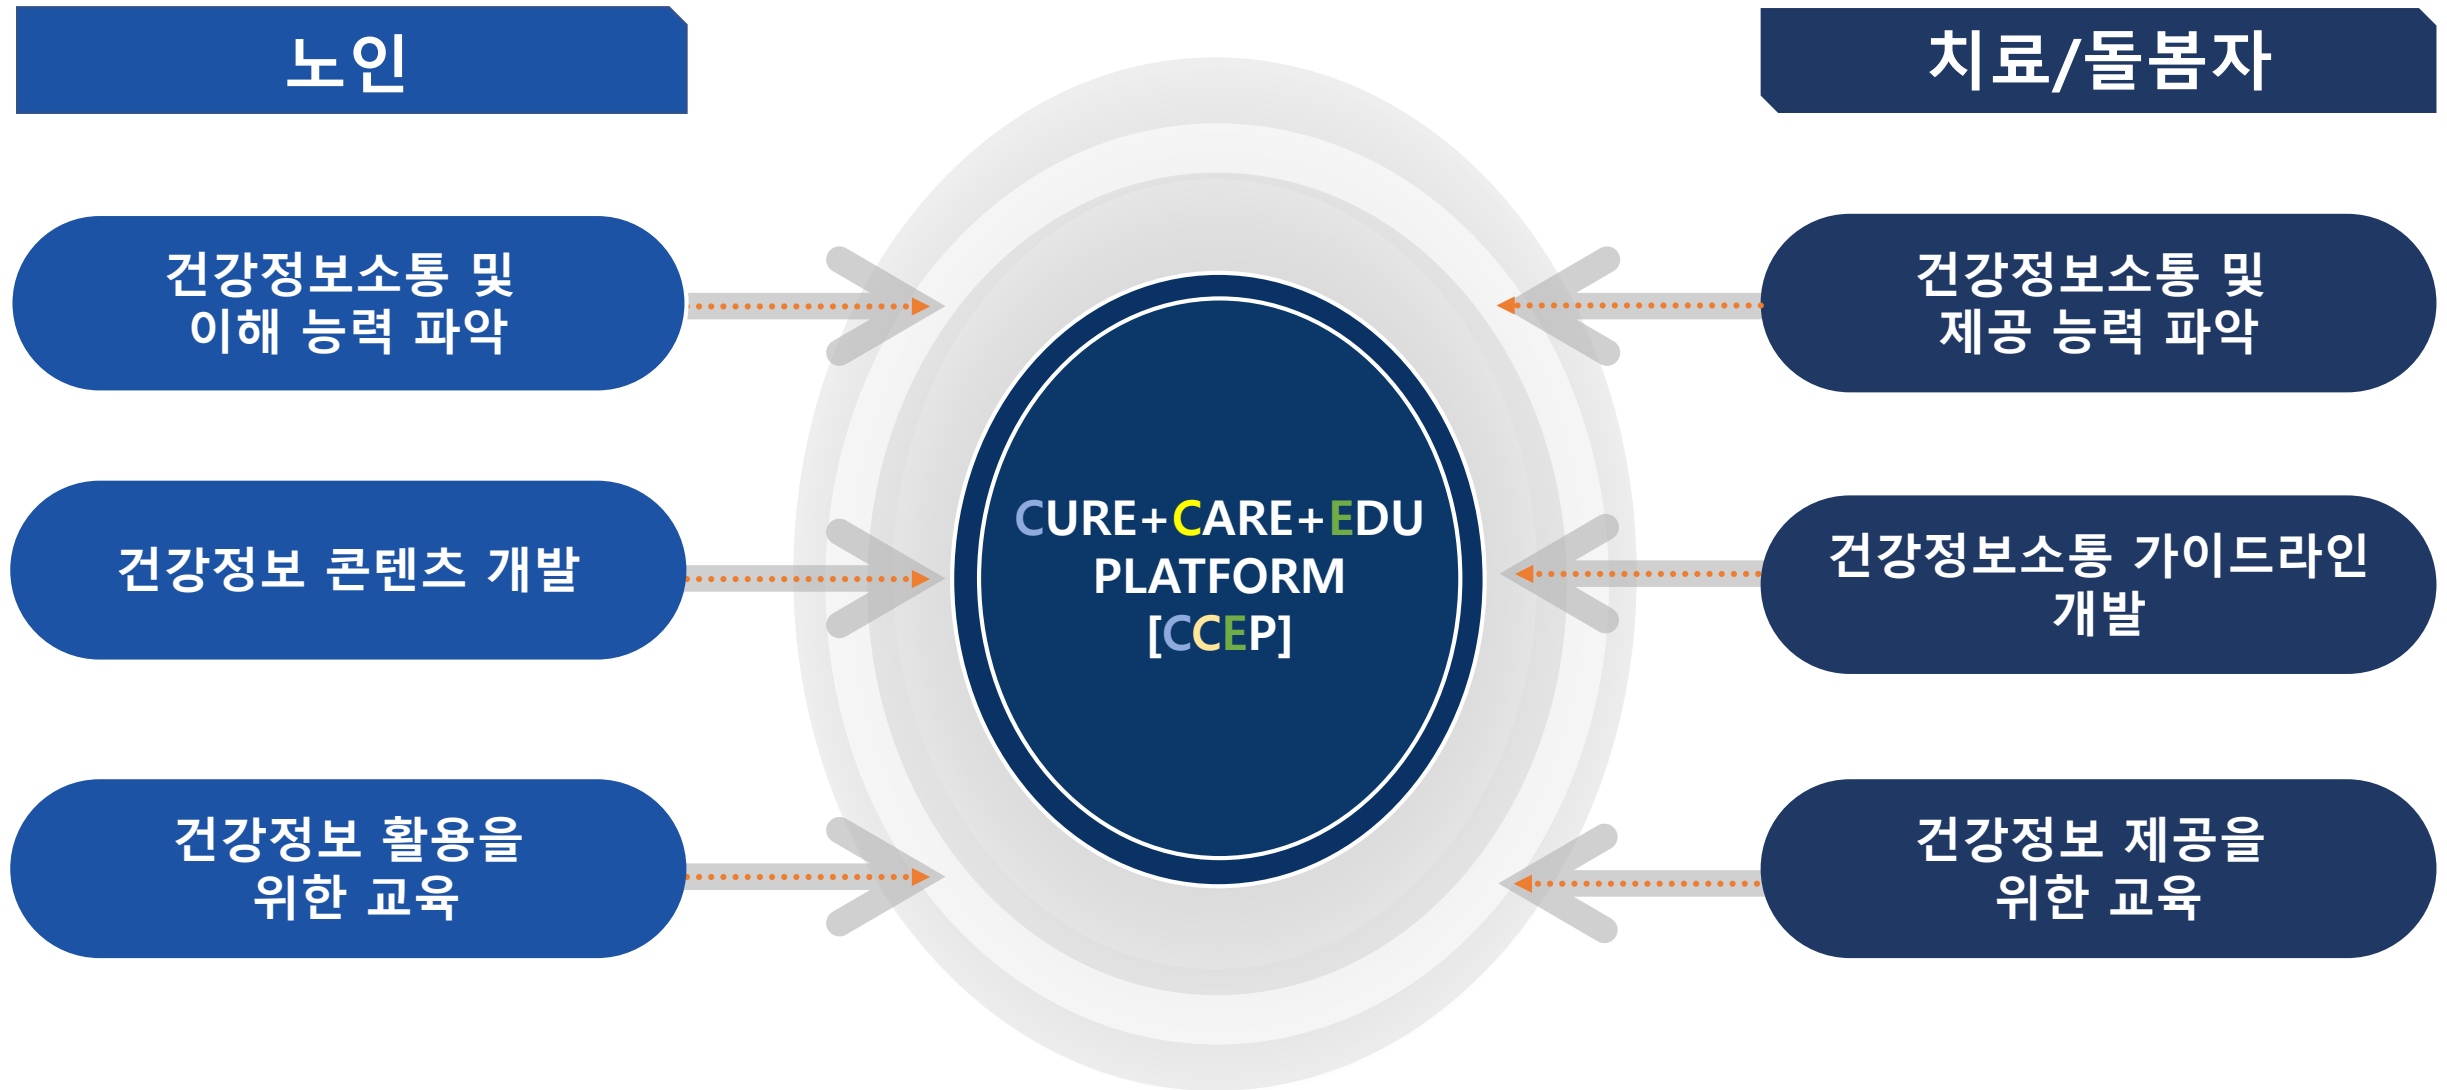 노인
건강정보소통 및
이해 능력 파악
건강정보 콘텐츠 개발
건강정보 활용을
위한 교육
CURE+CARE+EDU
PLATFORM
[CCEP]
치료/돌봄자
건강정보소통 및
제공 능력 파악
건강정보소통 가이드라인
개발
건강정보 제공을
위한 교육